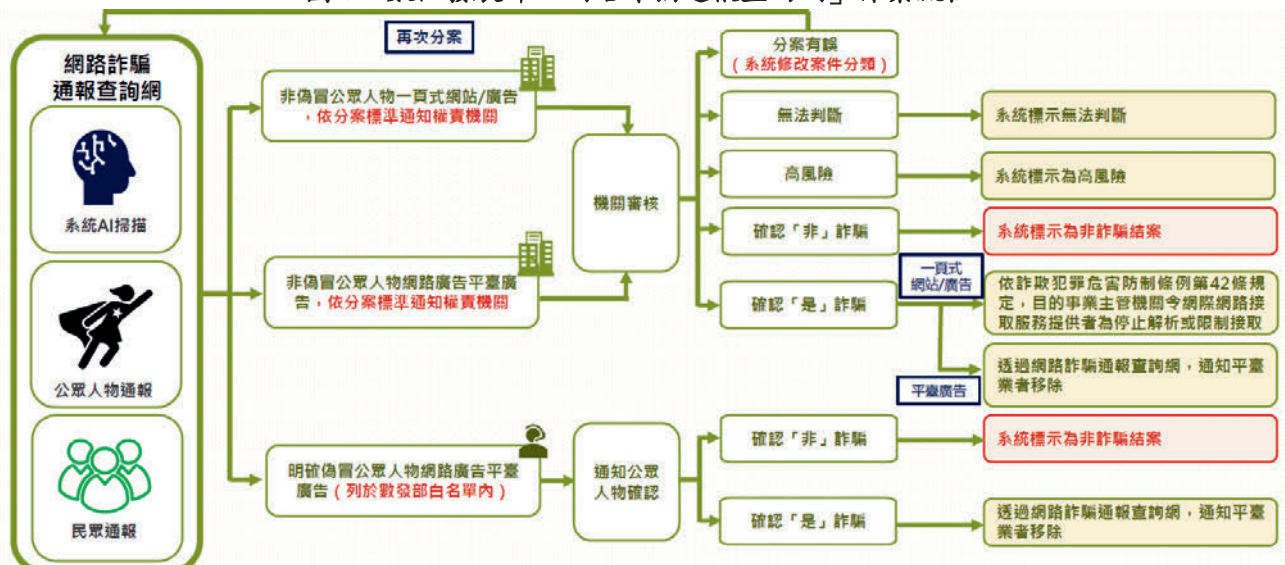 網路詐騙
通報查詢網
系統AI掃描
公眾人物通報
民眾通報
再次分案
非偽冒公眾人物一頁式網站/廣告
，依分案標準通知權責機關
非偽冒公眾人物網路廣告平臺廣
告，依分案標準通知權責機關
明確偽冒公眾人物網路廣告平臺
廣告（列於數發部白名單內）
機關審核
通知公眾
人物確認
分案有誤
（系統修改案件分類）
無法判斷
系統標示無法判斷
高風險
系統標示為高風險
確認「非」詐騙
系統標示為非詐騙結案
確認「是」詐騙
一頁式
網站/廣告
依詐欺犯罪危害防制條例第42條規
定，目的事業主管機關令網際網路接
取服務提供者為停止解析或限制接取
平臺廣告
透過網路詐騙通報查詢網，通知平臺
業者移除
確認「非」詐騙
系統標示為非詐騙結案
確認「是」詐騙
透過網路詐騙通報查詢網，通知平臺
業者移除